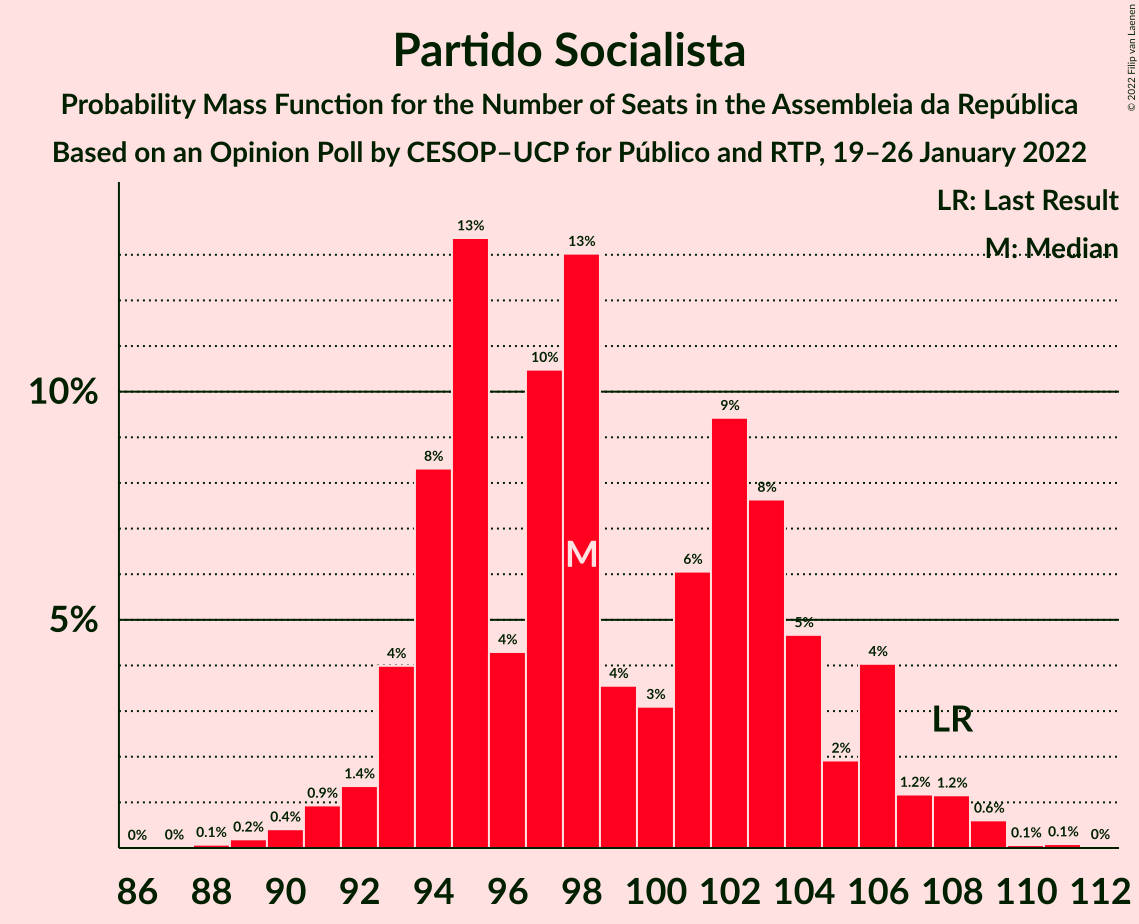 Partido Socialista
Probability Mass Function for the Number of Seats in the Assembleia da República
Based on an Opinion Poll by CESOP–UCP for Público and RTP, 19–26 January 2022
© 2022 Filip van Laenen
LR: Last Result
M: Median
10%
5%
0% 0% 0.1% 0.2% 0.4% 0.9% 1.4% 4% 8% 13% 4% 10% 13% 4% 3% 6% 9% 8% 5% 2% 4% 1.2% 1.2% 0.6% 0.1% 0.1% 0%
M
LR
86 88 90 92 94 96 98 100 102 104 106 108 110 112